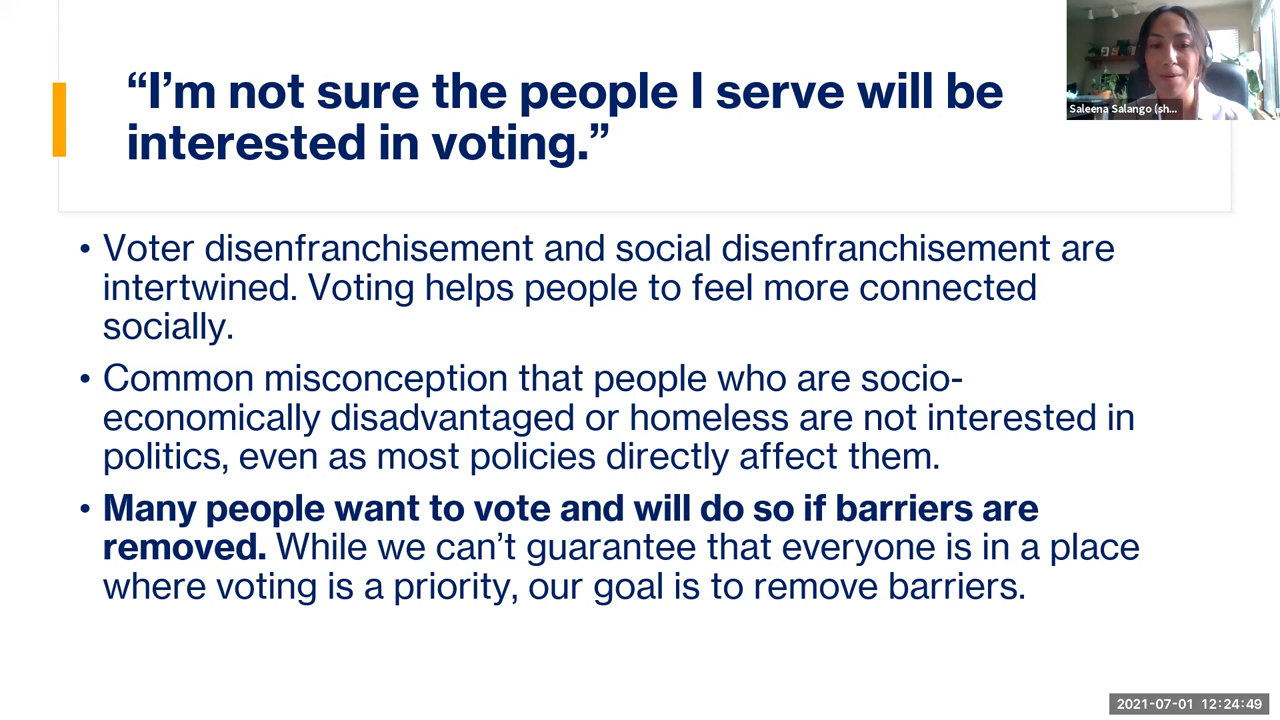 “I’m not sure the people I serve will be
interested in voting.”
Saleena Salango (sh...
• Voter disenfranchisement and social disenfranchisement are
intertwined. Voting helps people to feel more connected
socially.
• Common misconception that people who are socio-
economically disadvantaged or homeless are not interested in
politics, even as most policies directly affect them.
• Many people want to vote and will do so if barriers are
removed. While we can’t guarantee that everyone is in a place
where voting is a priority, our goal is to remove barriers.
2021-07-01 12:24:49